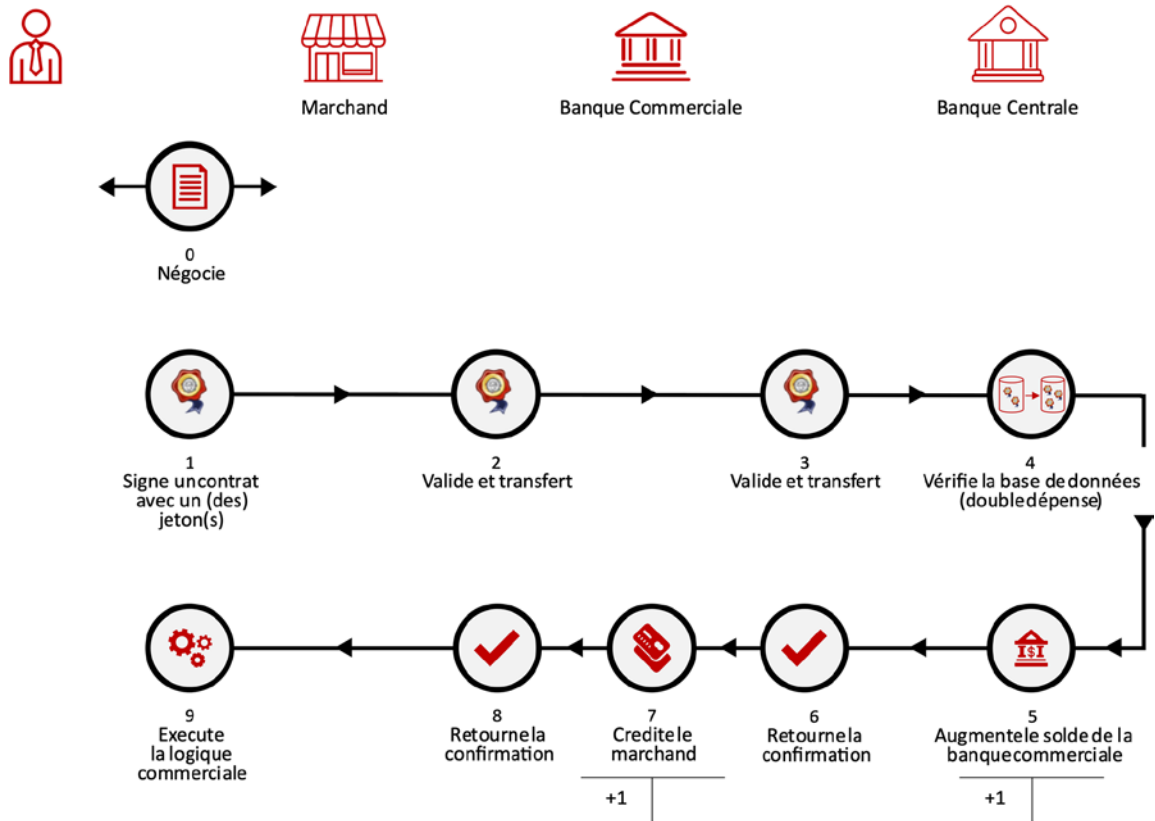 Marchand
Banque Commerciale
Banque Centrale
0
Négocie
1
Signe un contrat
avec un (des)
jeton(s)
2
Valide et transfert
3
Valide et transfert
4
Vérifie la base de données
(double dépense)
9
Execute
la logique
commerciale
8
Retourne la
confirmation
7
Credite le
marchand
6
Retourne la
confirmation
5
Augmente le solde de la
banque commerciale
+1
+1
$